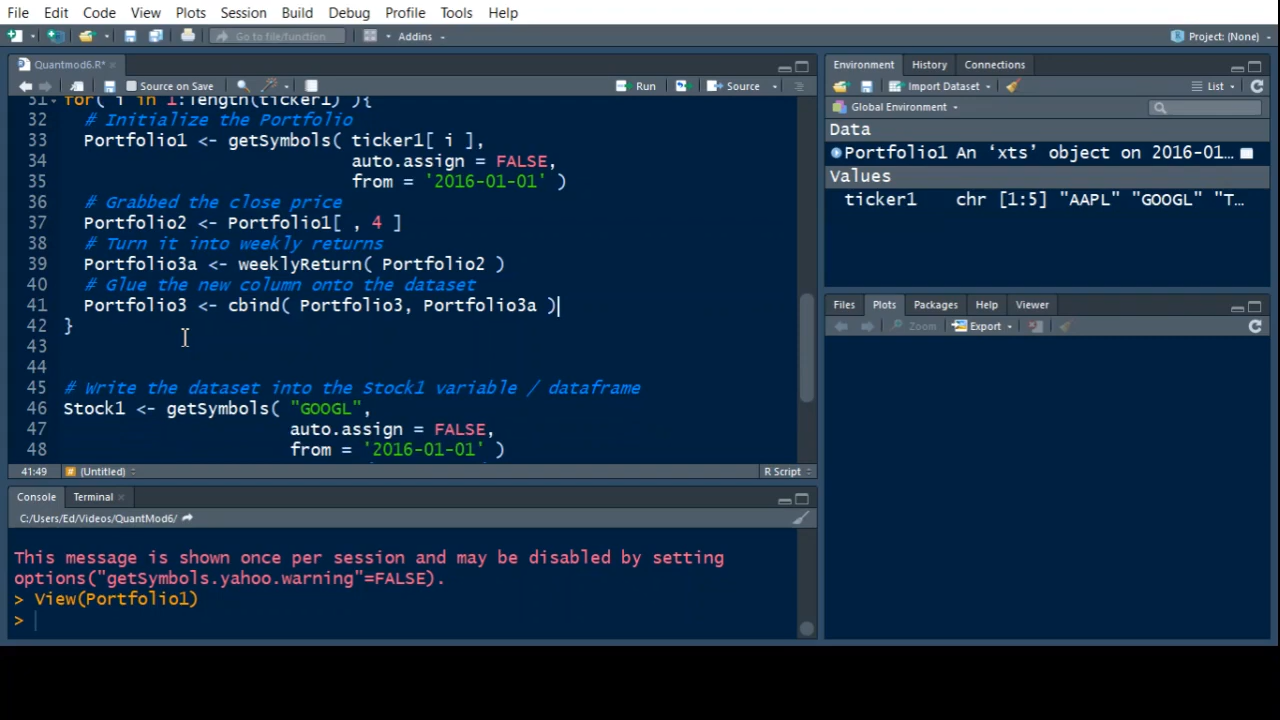 File Edit Code View Plots Session Build Debug Profile Tools Help
Go to file/function Addins Project: (None)
Quantmod6.R*
Source on Save Run Source
31 for( i in 1:length(ticker1) ){
32 # Initialize the Portfolio
33 Portfolio1 <- getSymbols( ticker1[ i ],
34 auto.assign = FALSE,
35 from = '2016-01-01' )
36 # Grabbed the close price
37 Portfolio2 <- Portfolio1[ , 4 ]
38 # Turn it into weekly returns
39 Portfolio3a <- weeklyReturn( Portfolio2 )
40 # Glue the new column onto the dataset
41 Portfolio3 <- cbind( Portfolio3, Portfolio3a )
42 }
43
44
45 # Write the dataset into the Stock1 variable / dataframe
46 Stock1 <- getSymbols( "GOOGL",
47 auto.assign = FALSE,
48 from = '2016-01-01' )
41:49 (Untitled) R Script
Console Terminal
C:/Users/Ed/Videos/QuantMod6/
This message is shown once per session and may be disabled by setting
options("getSymbols.yahoo.warning"=FALSE).
> View(Portfolio1)
>
Environment History Connections
Import Dataset List
Global Environment
Data
Portfolio1 An ‘xts’ object on 2016-01...
Values
ticker1 chr [1:5] "AAPL" "GOOGL" "T...
Files Plots Packages Help Viewer
Zoom Export